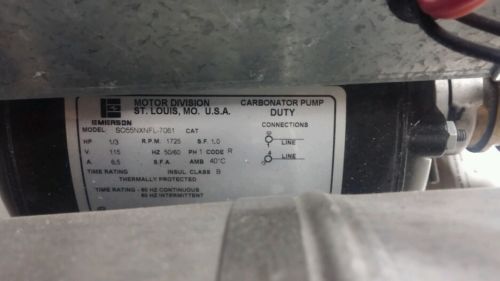 MOTOR DIVISION
ST. LOUIS, MO. U.S.A.
EMERSON
CARBONATOR PUMP
DUTY
MODEL SC55NXNFL-7061 CAT
HP 1/3 R.P.M. 1725 S.F. 1.0
V. 115 HZ 50/60 PH 1 CODE R
A. 6.5 S.F.A. AMB 40°C
TIME RATING INSUL CLASS B
THERMALLY PROTECTED
TIME RATING - 60 HZ CONTINUOUS
50 HZ INTERMITTENT
CONNECTIONS
LINE
LINE